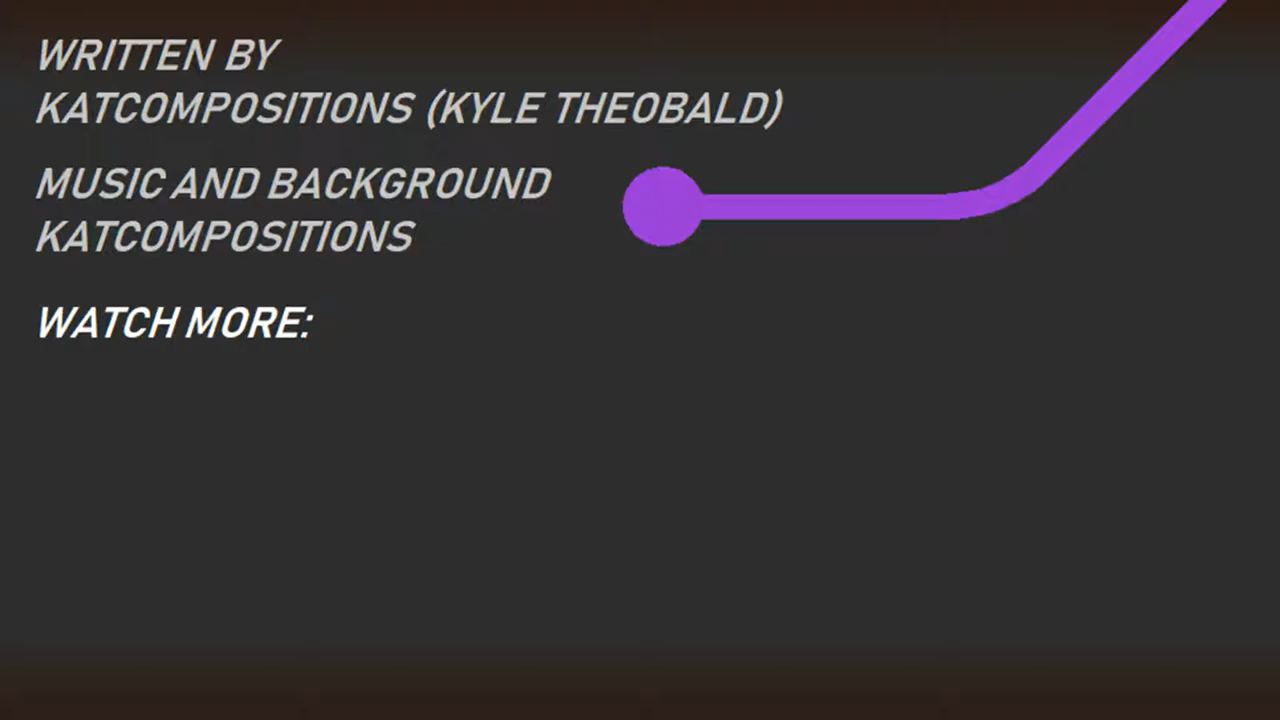 WRITTEN BY
KATCOMPOSITIONS (KYLE THEOBALD)
MUSIC AND BACKGROUND
KATCOMPOSITIONS
WATCH MORE: